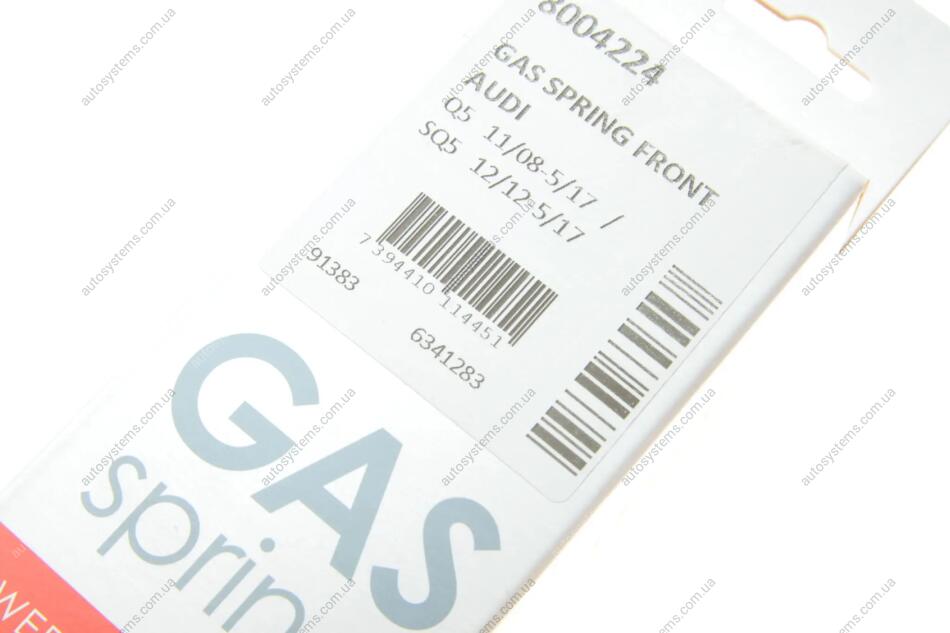 8004224
GAS SPRING FRONT
AUDI
Q5 11/08-5/17 /
SQ5 12/12-5/17
7 394410 114451
91383
6341283
GAS
sprin
WER
autosystems.com.ua